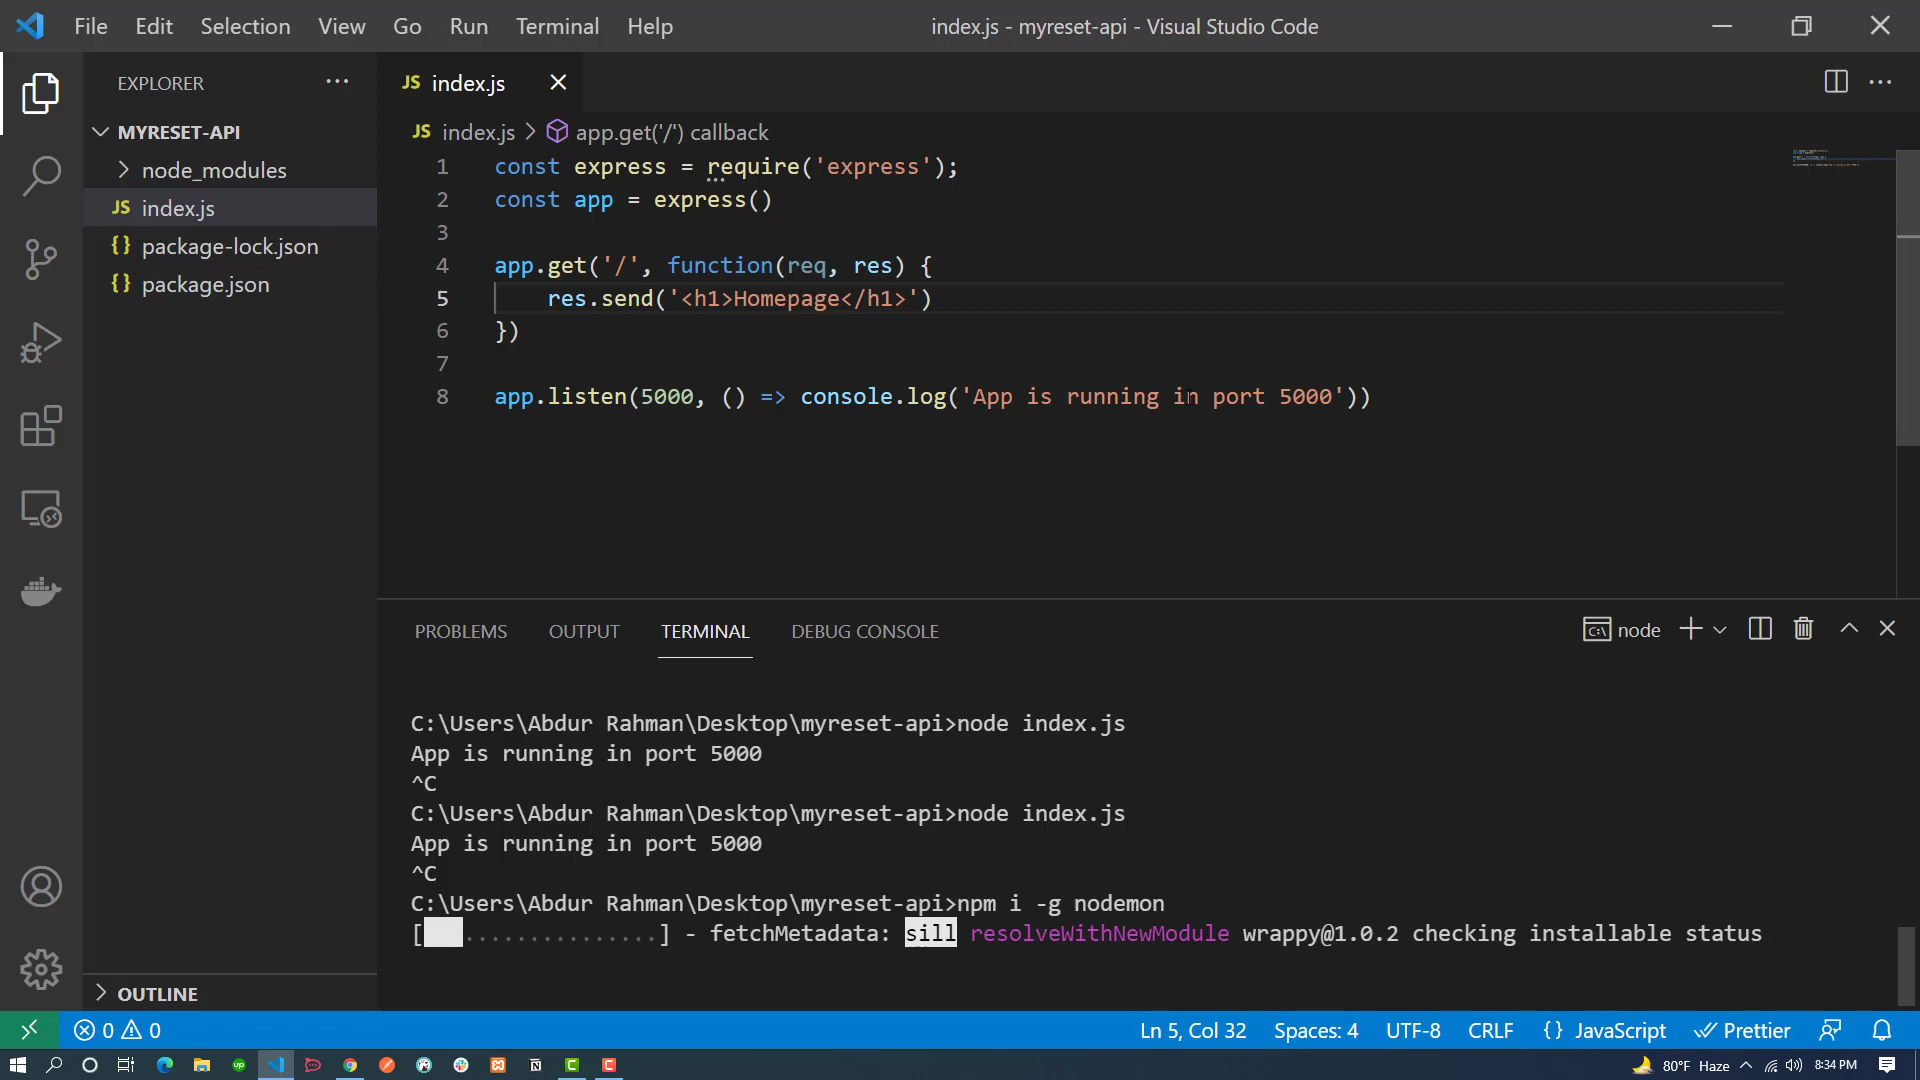 File Edit Selection View Go Run Terminal Help
index.js - myreset-api - Visual Studio Code
EXPLORER
MYRESET-API
node_modules
JS index.js
{} package-lock.json
{} package.json
OUTLINE
JS index.js
JS index.js > app.get('/') callback
1 const express = require('express');
2 const app = express()
3
4 app.get('/', function(req, res) {
5 res.send('<h1>Homepage</h1>')
6 })
7
8 app.listen(5000, () => console.log('App is running in port 5000'))
PROBLEMS OUTPUT TERMINAL DEBUG CONSOLE
node
C:\Users\Abdur Rahman\Desktop\myreset-api>node index.js
App is running in port 5000
^C
C:\Users\Abdur Rahman\Desktop\myreset-api>node index.js
App is running in port 5000
^C
C:\Users\Abdur Rahman\Desktop\myreset-api>npm i -g nodemon
[ ...............] - fetchMetadata: sill resolveWithNewModule wrappy@1.0.2 checking installable status
0 0 Ln 5, Col 32 Spaces: 4 UTF-8 CRLF {} JavaScript Prettier
80°F Haze 8:34 PM